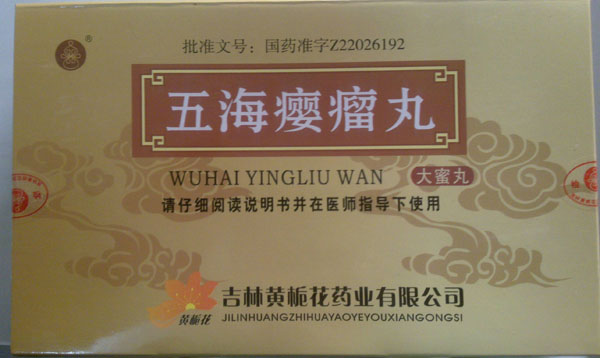 批准文号：国药准字Z22026192
五海瘿瘤丸
WUHAI YINGLIU WAN 大蜜丸
请仔细阅读说明书并在医师指导下使用
黄栀花
吉林黄栀花药业有限公司
JILINHUANGZHIHUAYAOYEYOUXIANGONGSI